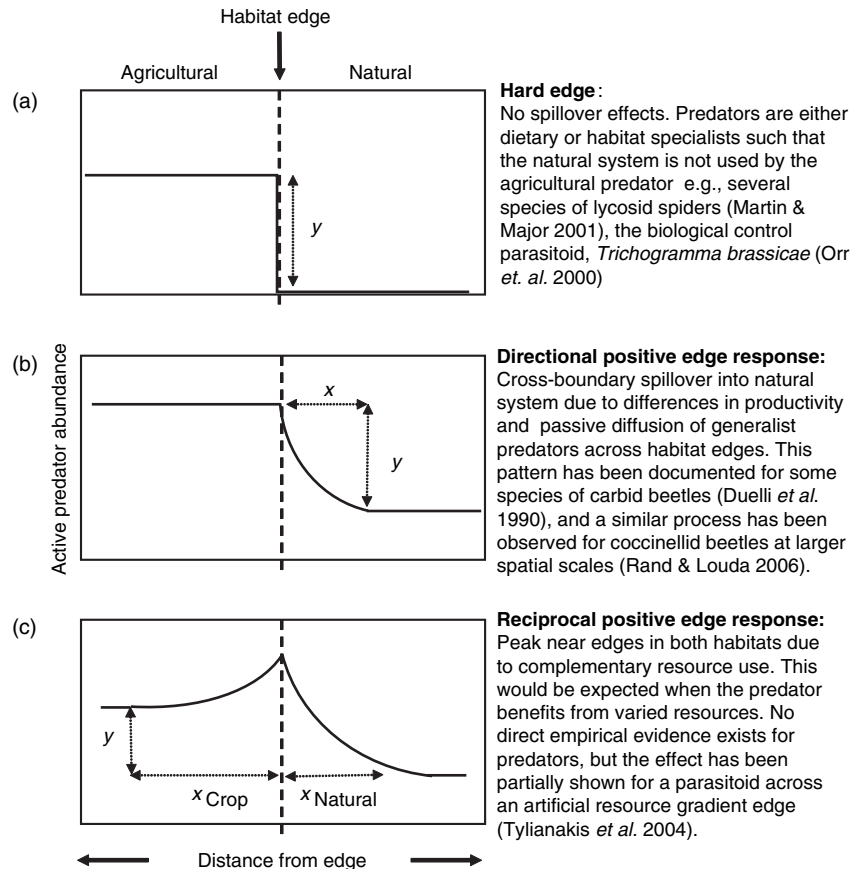 Habitat edge
Agricultural
Natural
(a)
y
Hard edge:
No spillover effects. Predators are either
dietary or habitat specialists such that
the natural system is not used by the
agricultural predator e.g., several
species of lycosid spiders (Martin &
Major 2001), the biological control
parasitoid, Trichogramma brassicae (Orr
et. al. 2000)
Active predator abundance
(b)
x
y
Directional positive edge response:
Cross-boundary spillover into natural
system due to differences in productivity
and passive diffusion of generalist
predators across habitat edges. This
pattern has been documented for some
species of carbid beetles (Duelli et al.
1990), and a similar process has been
observed for coccinellid beetles at larger
spatial scales (Rand & Louda 2006).
(c)
y
x Crop
x Natural
Reciprocal positive edge response:
Peak near edges in both habitats due
to complementary resource use. This
would be expected when the predator
benefits from varied resources. No
direct empirical evidence exists for
predators, but the effect has been
partially shown for a parasitoid across
an artificial resource gradient edge
(Tylianakis et al. 2004).
Distance from edge